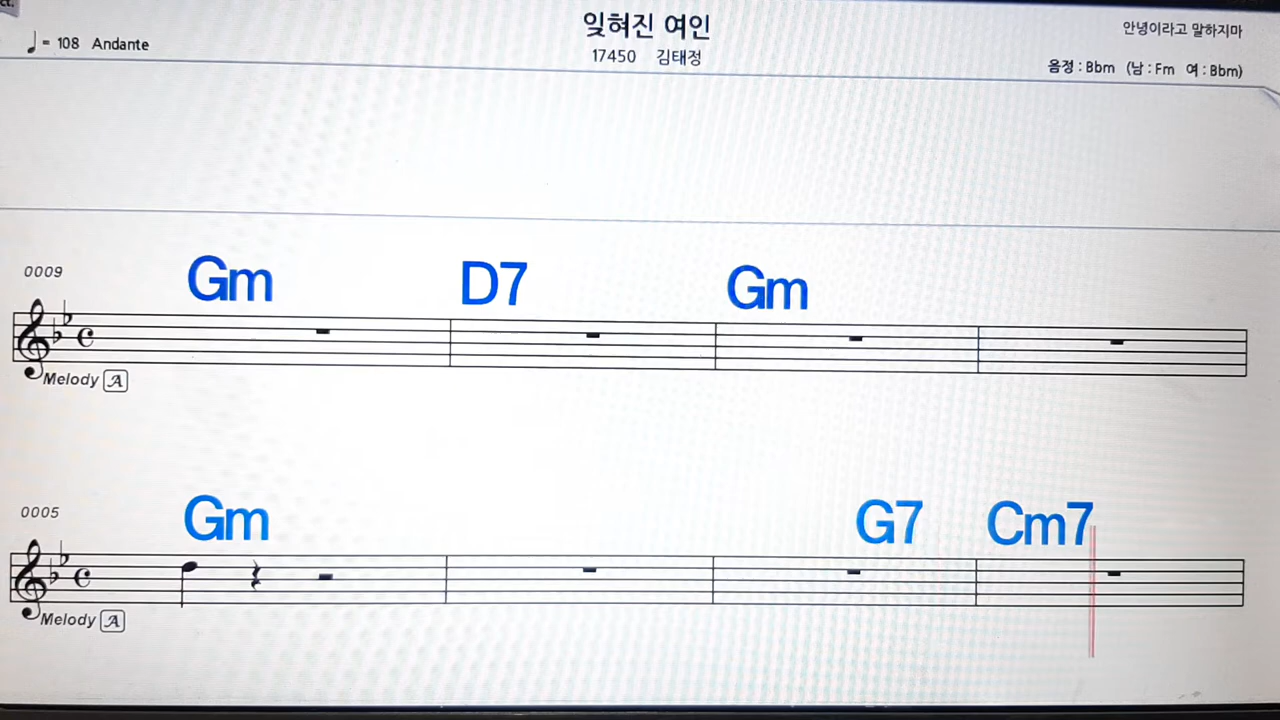 ct.
잊혀진 여인
안녕이라고 말하지마
♩= 108 Andante
17450 김태정
음정 : Bbm (남 : Fm 여 : Bbm)
0009
Gm D7 Gm
Melody A
0005
Gm G7 Cm7
Melody A